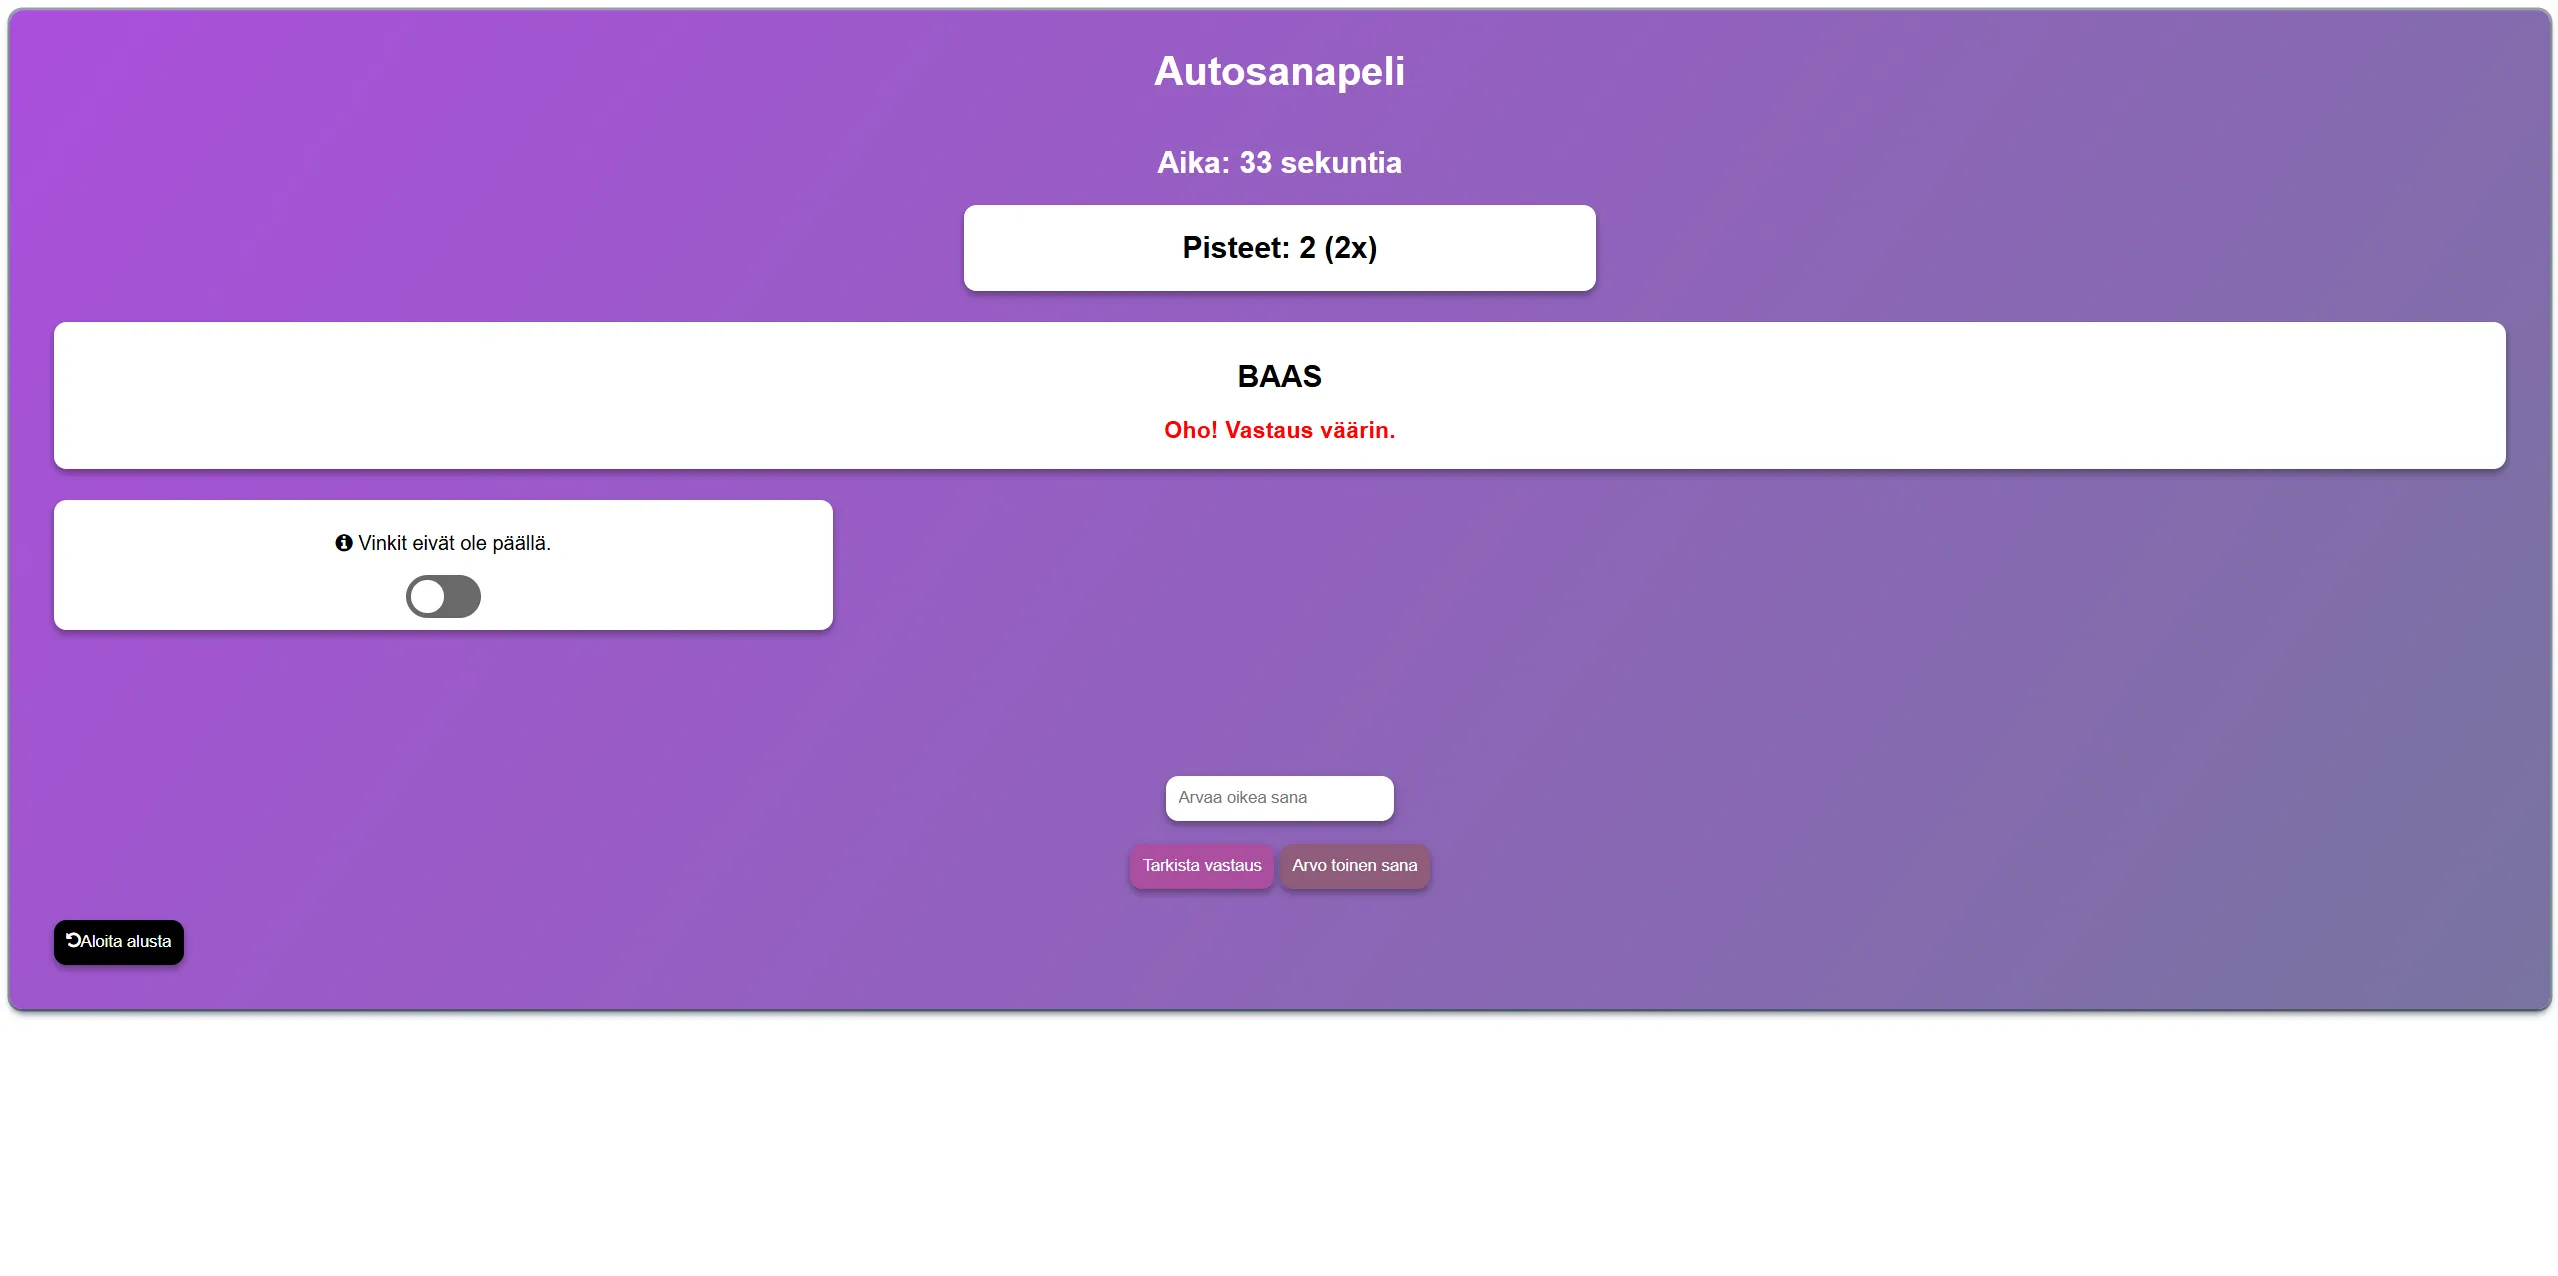 Autosanapeli
Aika: 33 sekuntia
Pisteet: 2 (2x)
BAAS
Oho! Vastaus väärin.
Vinkit eivät ole päällä.
Arvaa oikea sana
Tarkista vastaus
Arvo toinen sana
Aloita alusta